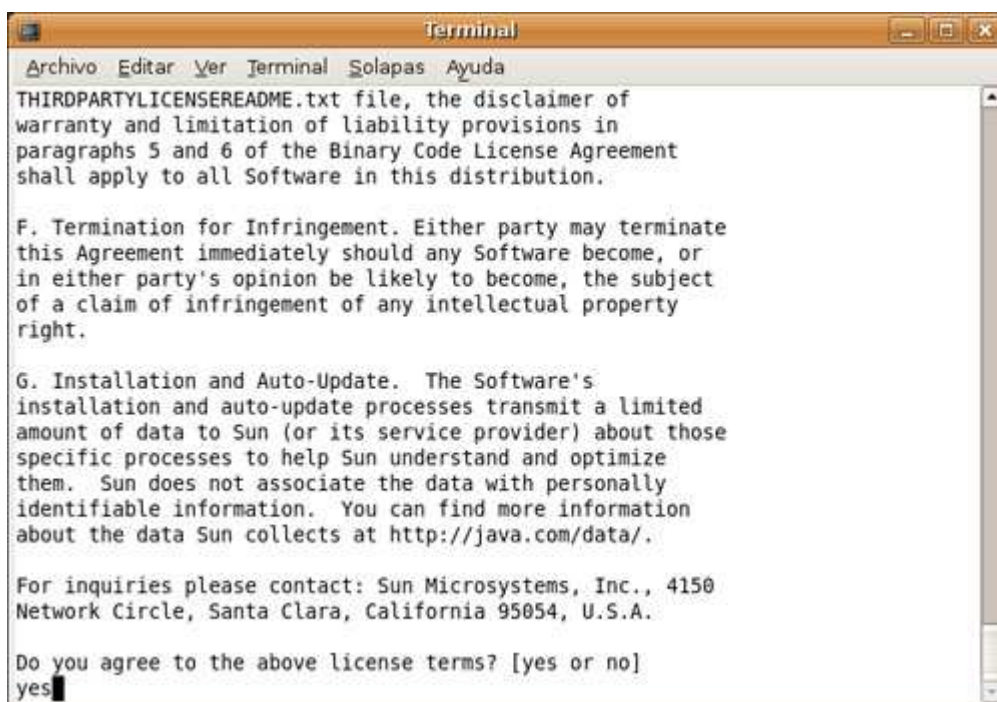 Terminal
Archivo Editar Ver Terminal Solapas Ayuda
THIRDPARTYLICENSEREADME.txt file, the disclaimer of
warranty and limitation of liability provisions in
paragraphs 5 and 6 of the Binary Code License Agreement
shall apply to all Software in this distribution.
F. Termination for Infringement. Either party may terminate
this Agreement immediately should any Software become, or
in either party's opinion be likely to become, the subject
of a claim of infringement of any intellectual property
right.
G. Installation and Auto-Update.  The Software's
installation and auto-update processes transmit a limited
amount of data to Sun (or its service provider) about those
specific processes to help Sun understand and optimize
them.  Sun does not associate the data with personally
identifiable information.  You can find more information
about the data Sun collects at http://java.com/data/.
For inquiries please contact: Sun Microsystems, Inc., 4150
Network Circle, Santa Clara, California 95054, U.S.A.
Do you agree to the above license terms? [yes or no]
yes